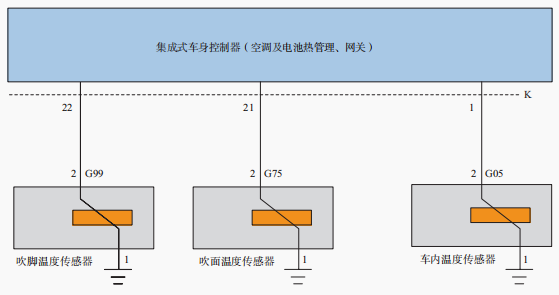 集成式车身控制器（空调及电池热管理、网关）
K
22
21
1
2 G99
2 G75
2 G05
吹脚温度传感器
1
吹面温度传感器
1
车内温度传感器
1